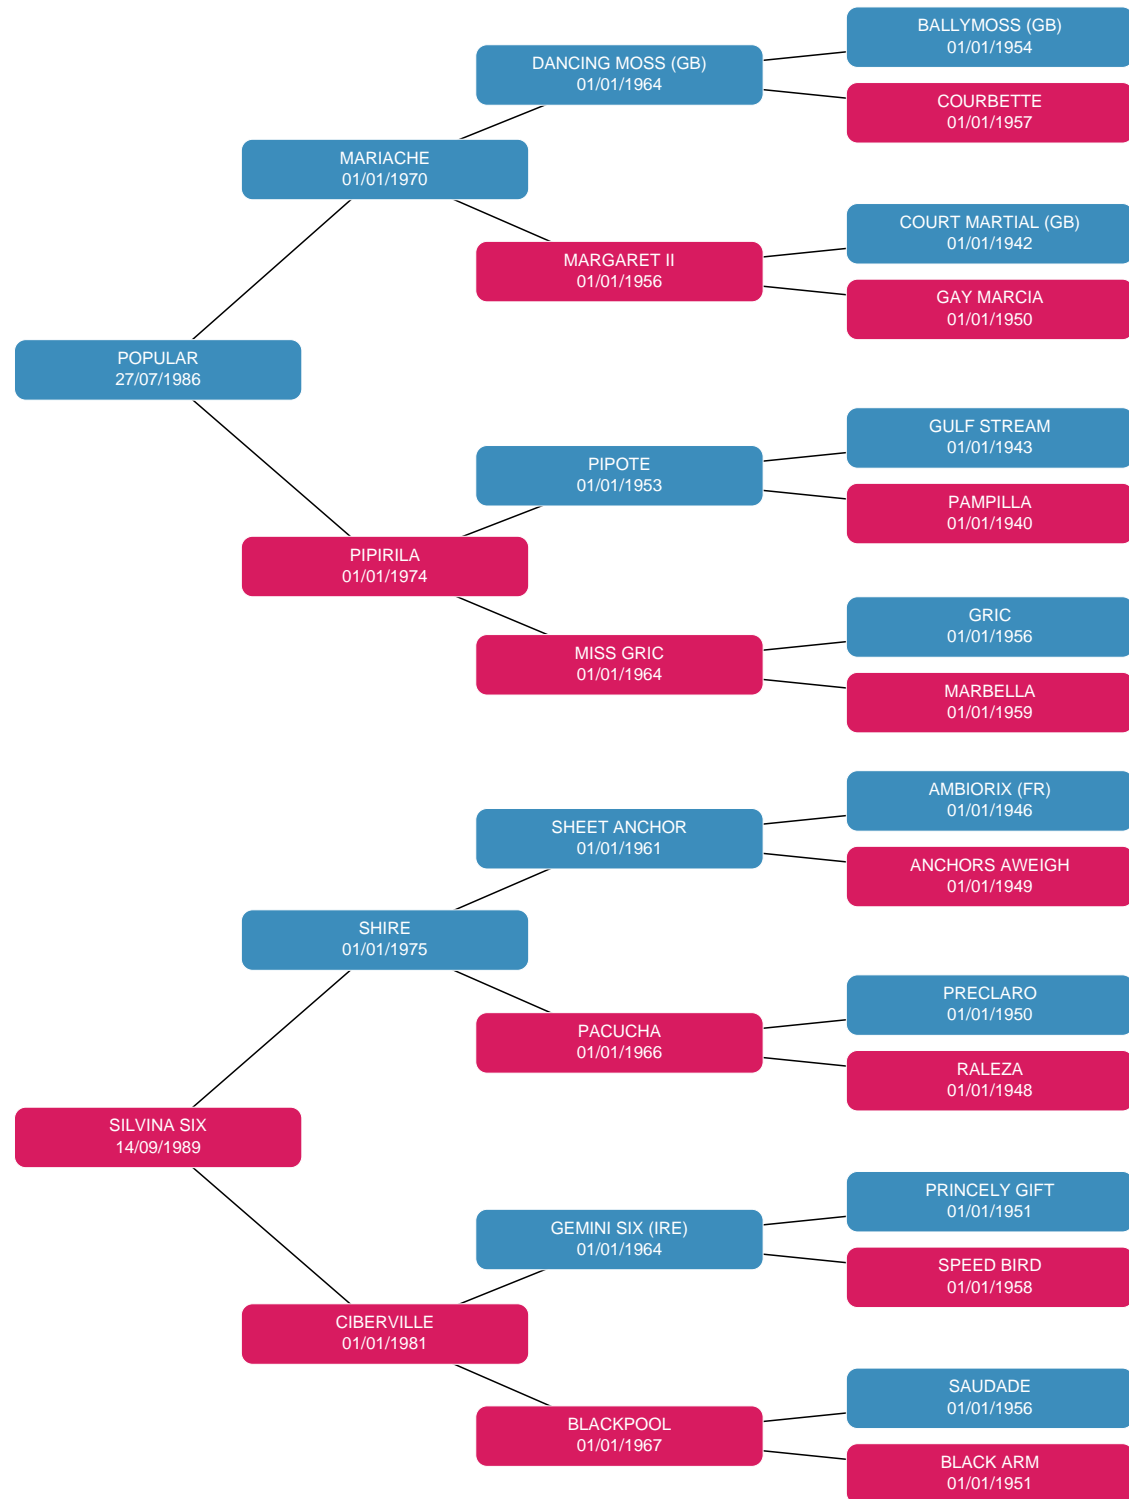 BALLYMOSS (GB)
01/01/1954
DANCING MOSS (GB)
01/01/1964
COURBETTE
01/01/1957
MARIACHE
01/01/1970
COURT MARTIAL (GB)
01/01/1942
MARGARET II
01/01/1956
GAY MARCIA
01/01/1950
POPULAR
27/07/1986
GULF STREAM
01/01/1943
PIPOTE
01/01/1953
PAMPILLA
01/01/1940
PIPIRILA
01/01/1974
GRIC
01/01/1956
MISS GRIC
01/01/1964
MARBELLA
01/01/1959
AMBIORIX (FR)
01/01/1946
SHEET ANCHOR
01/01/1961
ANCHORS AWEIGH
01/01/1949
SHIRE
01/01/1975
PRECLARO
01/01/1950
PACUCHA
01/01/1966
RALEZA
01/01/1948
SILVINA SIX
14/09/1989
PRINCELY GIFT
01/01/1951
GEMINI SIX (IRE)
01/01/1964
SPEED BIRD
01/01/1958
CIBERVILLE
01/01/1981
SAUDADE
01/01/1956
BLACKPOOL
01/01/1967
BLACK ARM
01/01/1951